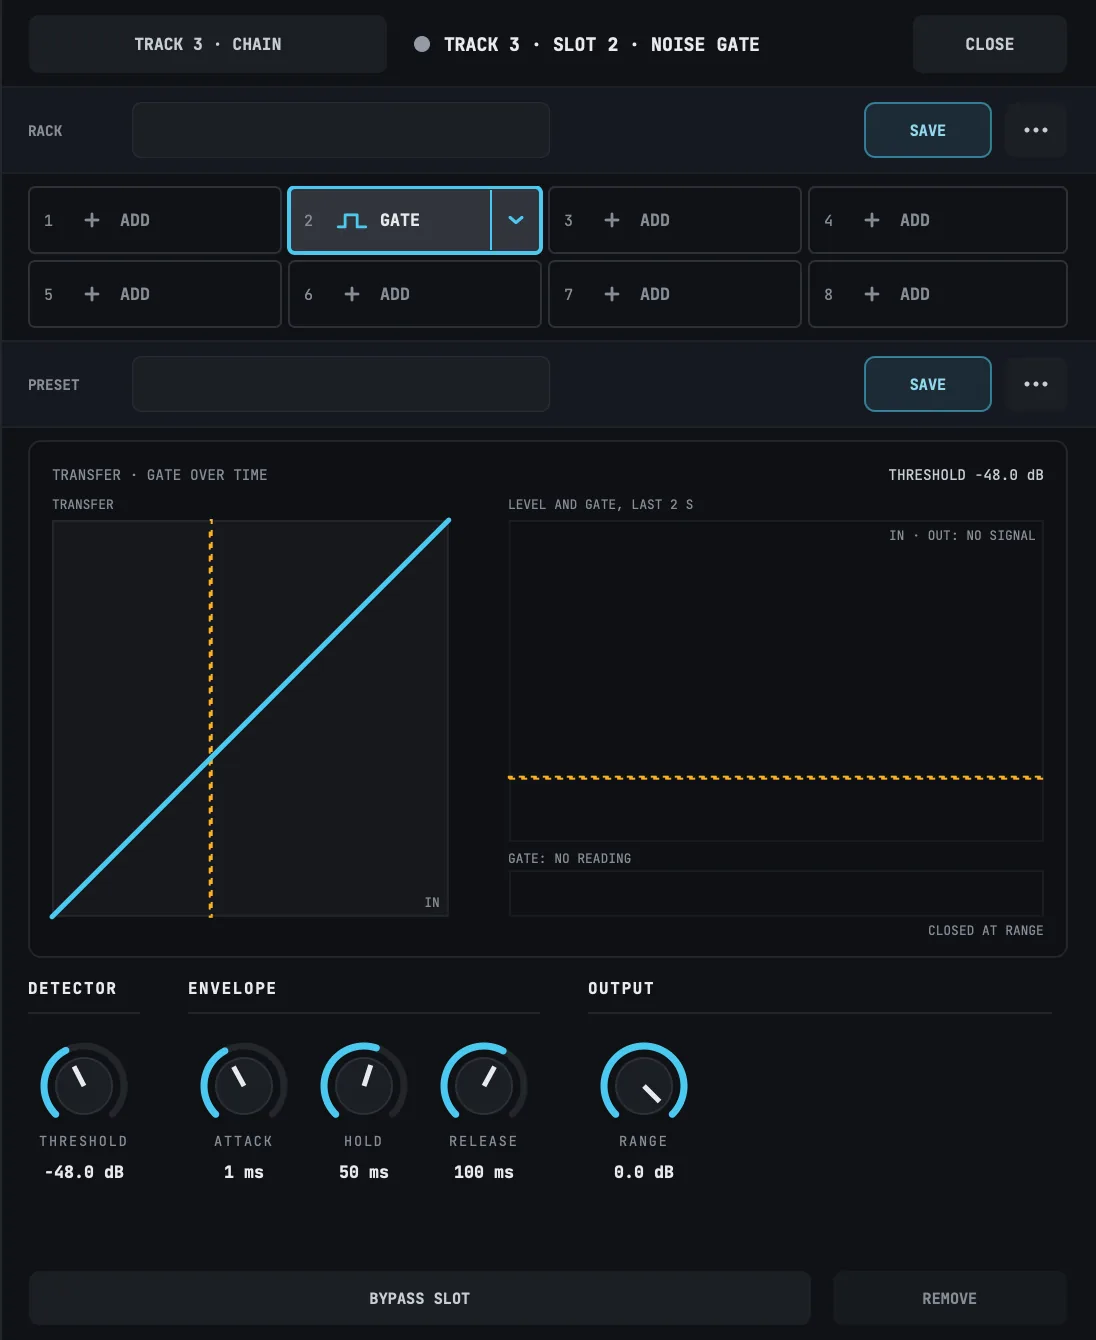 TRACK 3 · CHAIN
TRACK 3 · SLOT 2 · NOISE GATE
CLOSE
RACK
SAVE
1 + ADD
2 GATE
3 + ADD
4 + ADD
5 + ADD
6 + ADD
7 + ADD
8 + ADD
PRESET
SAVE
TRANSFER · GATE OVER TIME
THRESHOLD -48.0 dB
TRANSFER
LEVEL AND GATE, LAST 2 S
IN · OUT: NO SIGNAL
IN
GATE: NO READING
CLOSED AT RANGE
DETECTOR
ENVELOPE
OUTPUT
THRESHOLD
ATTACK
HOLD
RELEASE
RANGE
-48.0 dB
1 ms
50 ms
100 ms
0.0 dB
BYPASS SLOT
REMOVE